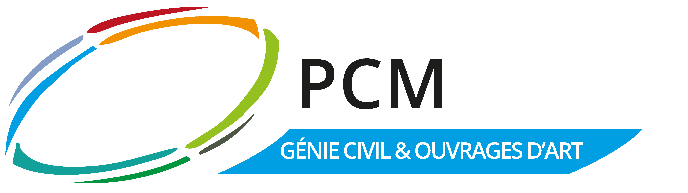 PCM
GÉNIE CIVIL & OUVRAGES D’ART